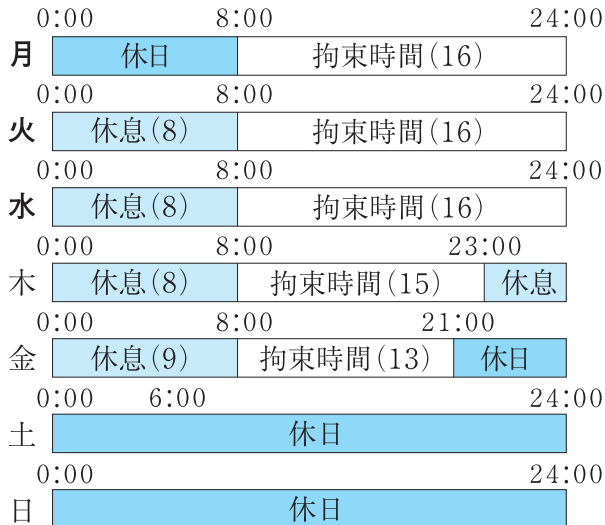 0:00 8:00 24:00
月 休日 拘束時間(16)
0:00 8:00 24:00
火 休息(8) 拘束時間(16)
0:00 8:00 24:00
水 休息(8) 拘束時間(16)
0:00 8:00 23:00
木 休息(8) 拘束時間(15) 休息
0:00 8:00 21:00
金 休息(9) 拘束時間(13) 休日
0:00 6:00 24:00
土 休日
0:00 24:00
日 休日